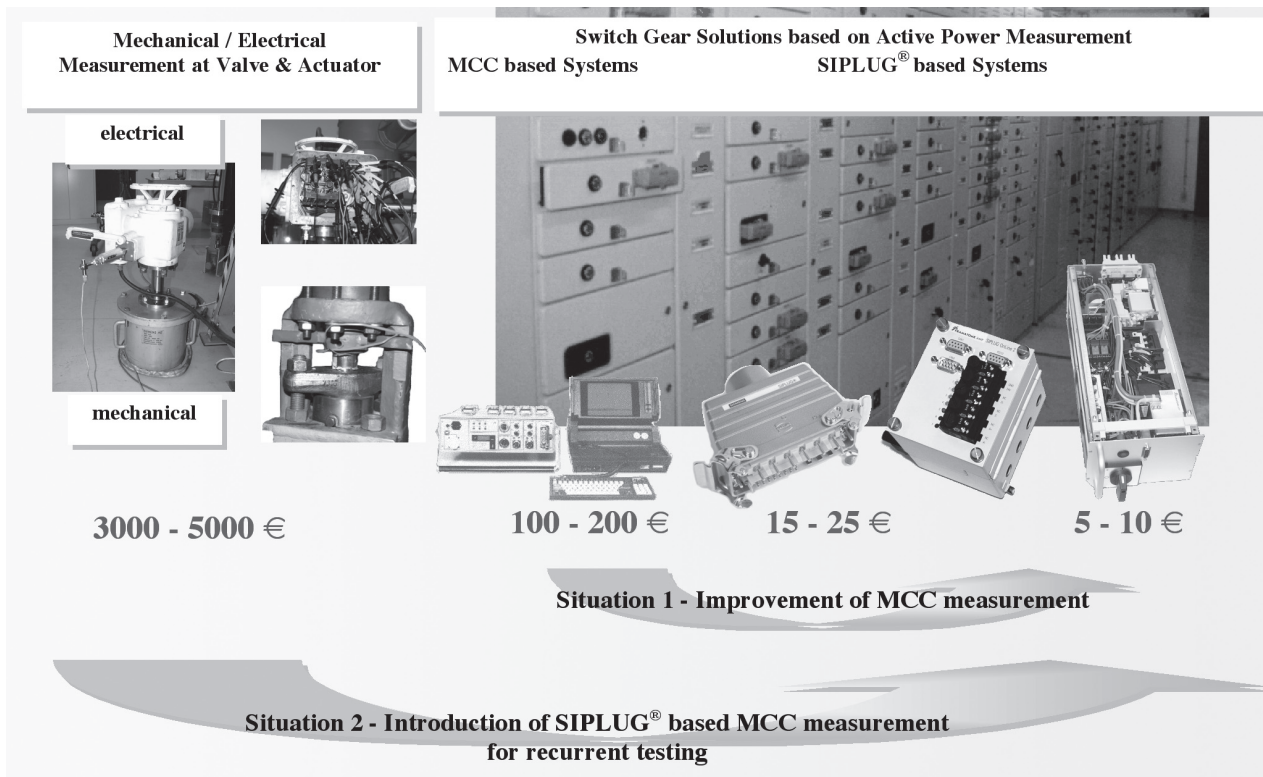 Mechanical / Electrical
Measurement at Valve & Actuator
Switch Gear Solutions based on Active Power Measurement
MCC based Systems
SIPLUG® based Systems
electrical
mechanical
3000 - 5000 €
100 - 200 €
15 - 25 €
5 - 10 €
Situation 1 - Improvement of MCC measurement
Situation 2 - Introduction of SIPLUG® based MCC measurement
for recurrent testing